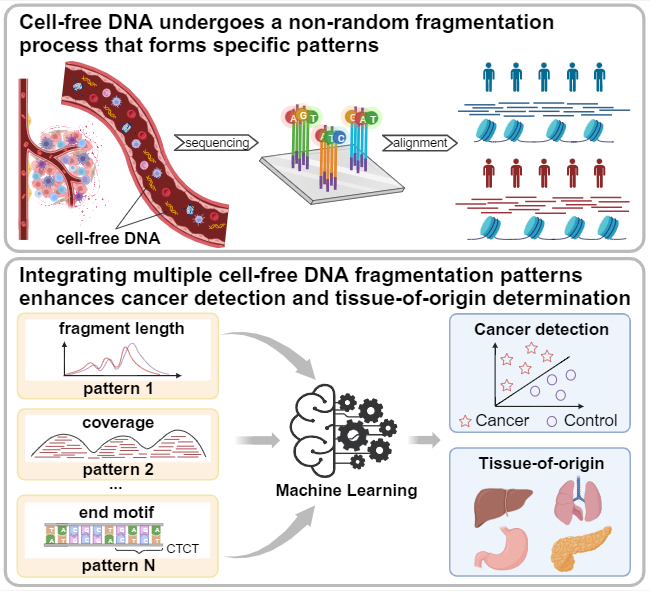 Cell-free DNA undergoes a non-random fragmentation
process that forms specific patterns
sequencing
A G T
A T C
G A T
alignment
cell-free DNA
Integrating multiple cell-free DNA fragmentation patterns
enhances cancer detection and tissue-of-origin determination
fragment length
pattern 1
coverage
pattern 2
...
end motif
CTCT
pattern N
Machine Learning
Cancer detection
Cancer
Control
Tissue-of-origin